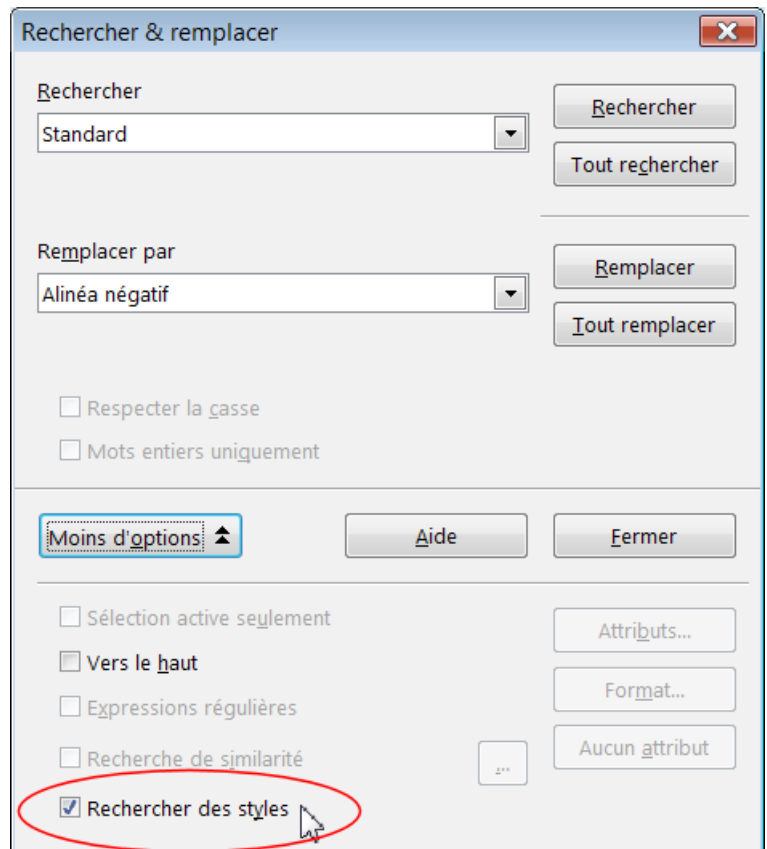 Rechercher & remplacer
Rechercher
Standard
Rechercher
Tout rechercher
Remplacer par
Alinéa négatif
Remplacer
Tout remplacer
Respecter la casse
Mots entiers uniquement
Moins d'options
Aide
Fermer
Sélection active seulement
Attributs...
Vers le haut
Format...
Expressions régulières
Recherche de similarité
...
Aucun attribut
Rechercher des styles